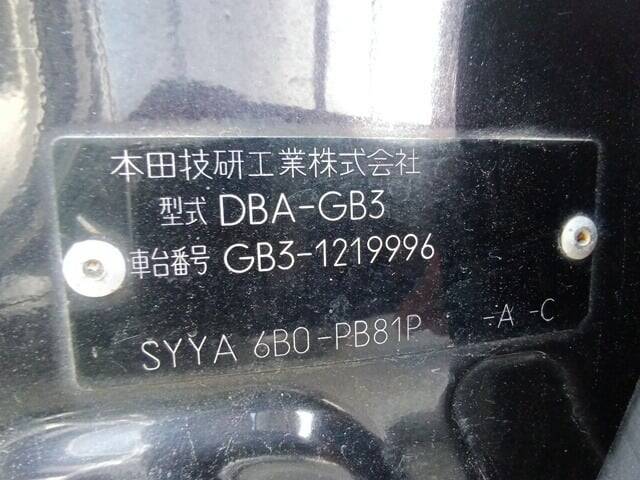 本田技研工業株式会社
型式 DBA-GB3
車台番号 GB3-1219996
SYYA 6B0-PB81P -A -C